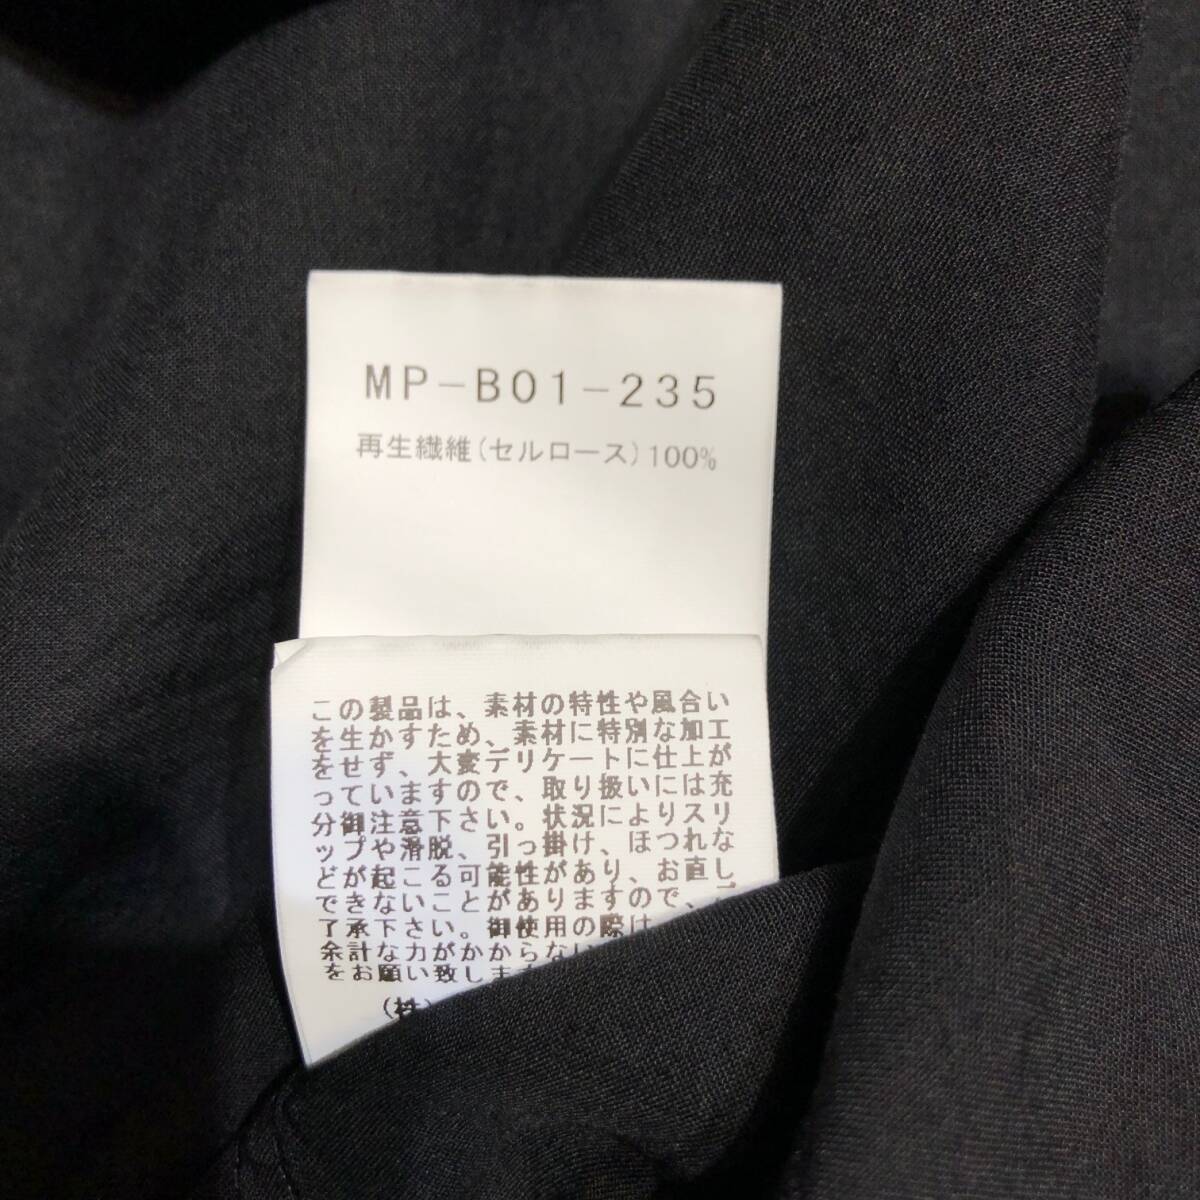 MP-B01-235
再生繊維(セルロース)100%
この製品は、素材の特性や風合い
を生かすため、素材に特別な加工
をせず、大変デリケートに仕上が
っていますので、取り扱いには充
分御注意下さい。状況によりスリ
ップや滑脱、引っ掛け、ほつれな
どが起こる可能性があり、お直し
できないことがありますので、
了承下さい。御使用の際は
余計な力がかからない
をお願い致しま
(株)